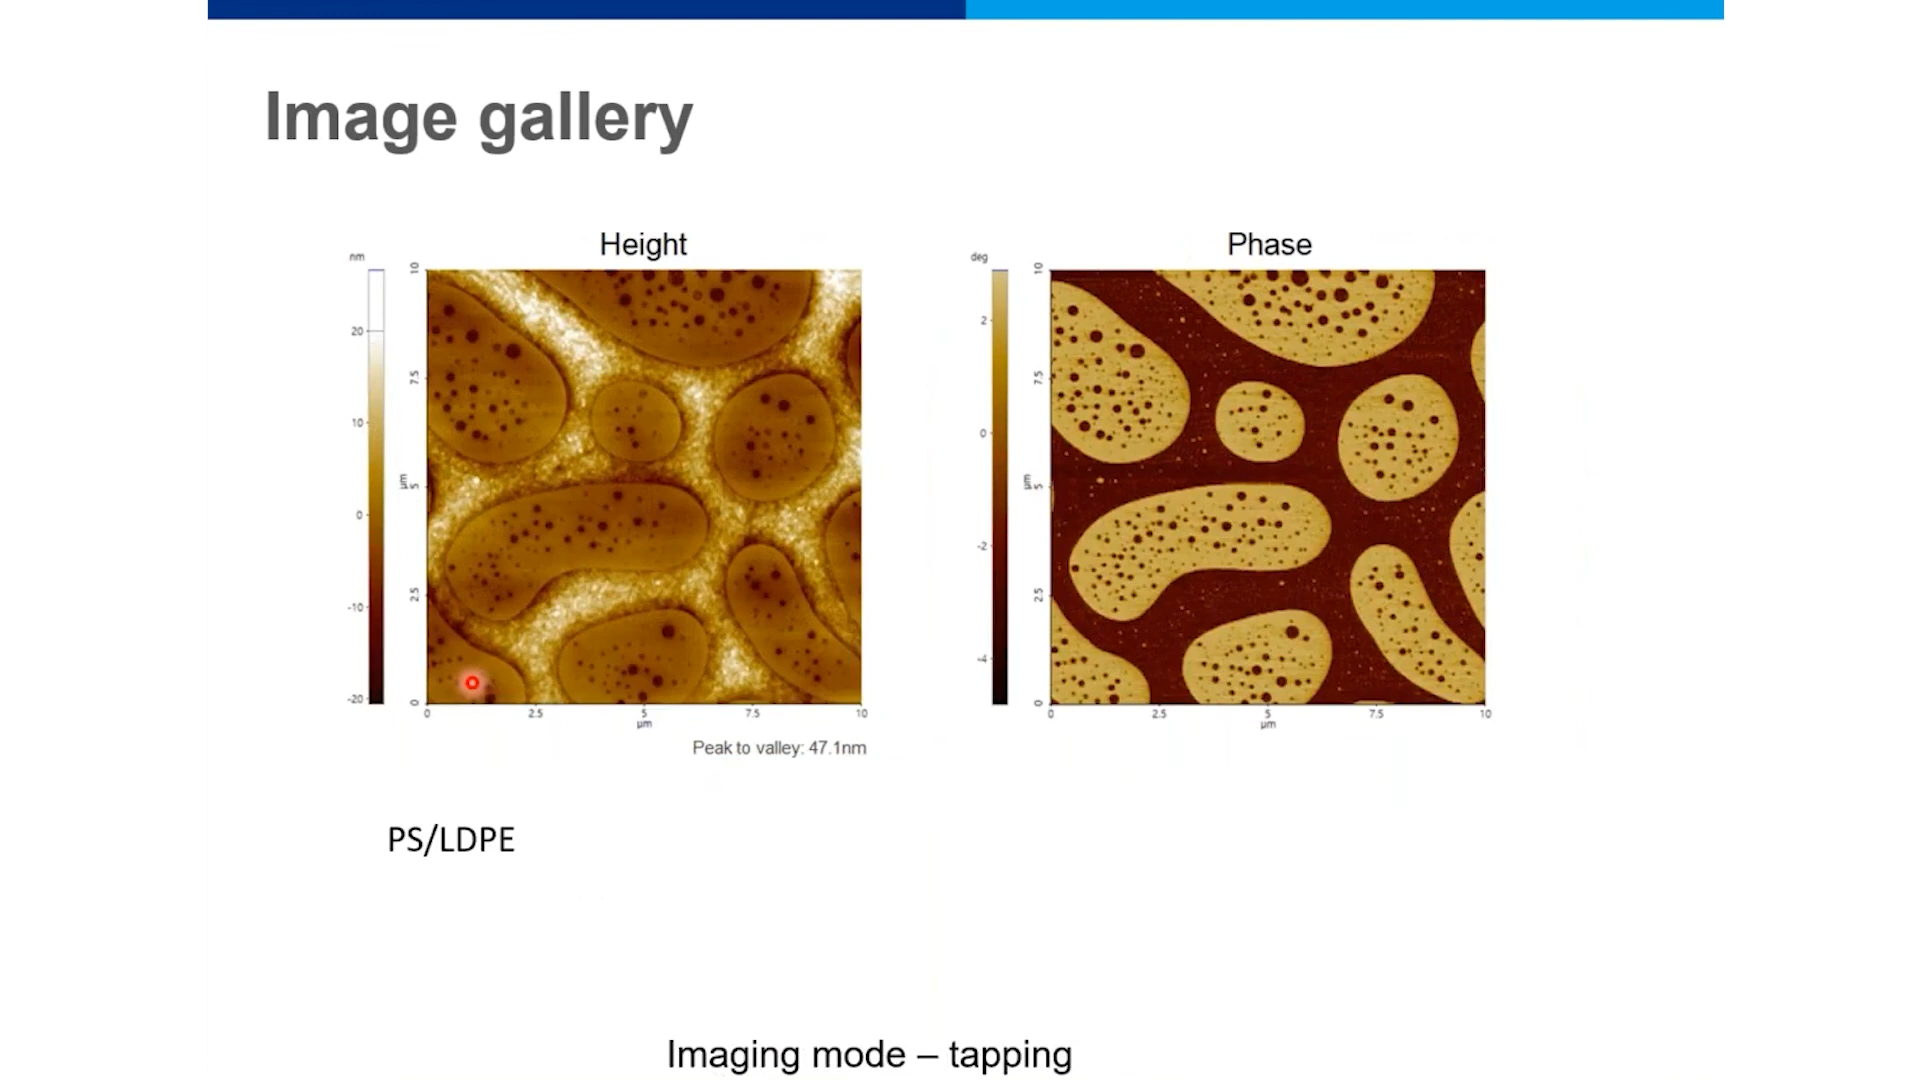 Image gallery
Height
nm
20
10
0
-10
-20
10
7.5
5
µm
2.5
0
0
2.5
5
7.5
10
µm
Peak to valley: 47.1nm
Phase
deg
2
0
-2
-4
10
7.5
5
µm
2.5
0
0
2.5
5
7.5
10
µm
PS/LDPE
Imaging mode – tapping